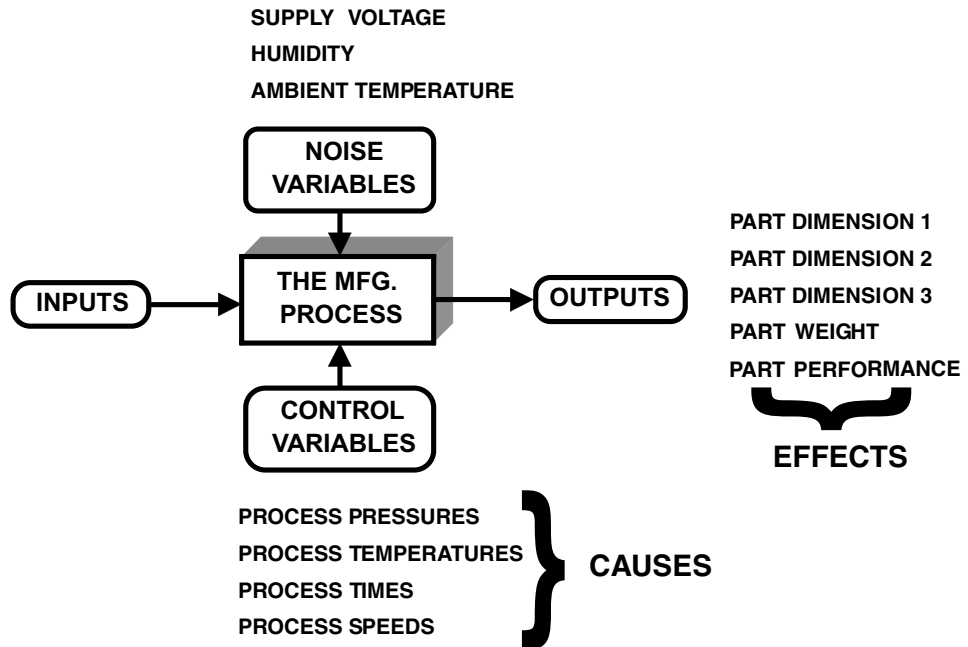 SUPPLY VOLTAGE
HUMIDITY
AMBIENT TEMPERATURE
NOISE
VARIABLES
INPUTS
THE MFG.
PROCESS
OUTPUTS
PART DIMENSION 1
PART DIMENSION 2
PART DIMENSION 3
PART WEIGHT
PART PERFORMANCE
EFFECTS
CONTROL
VARIABLES
PROCESS PRESSURES
PROCESS TEMPERATURES
PROCESS TIMES
PROCESS SPEEDS
CAUSES